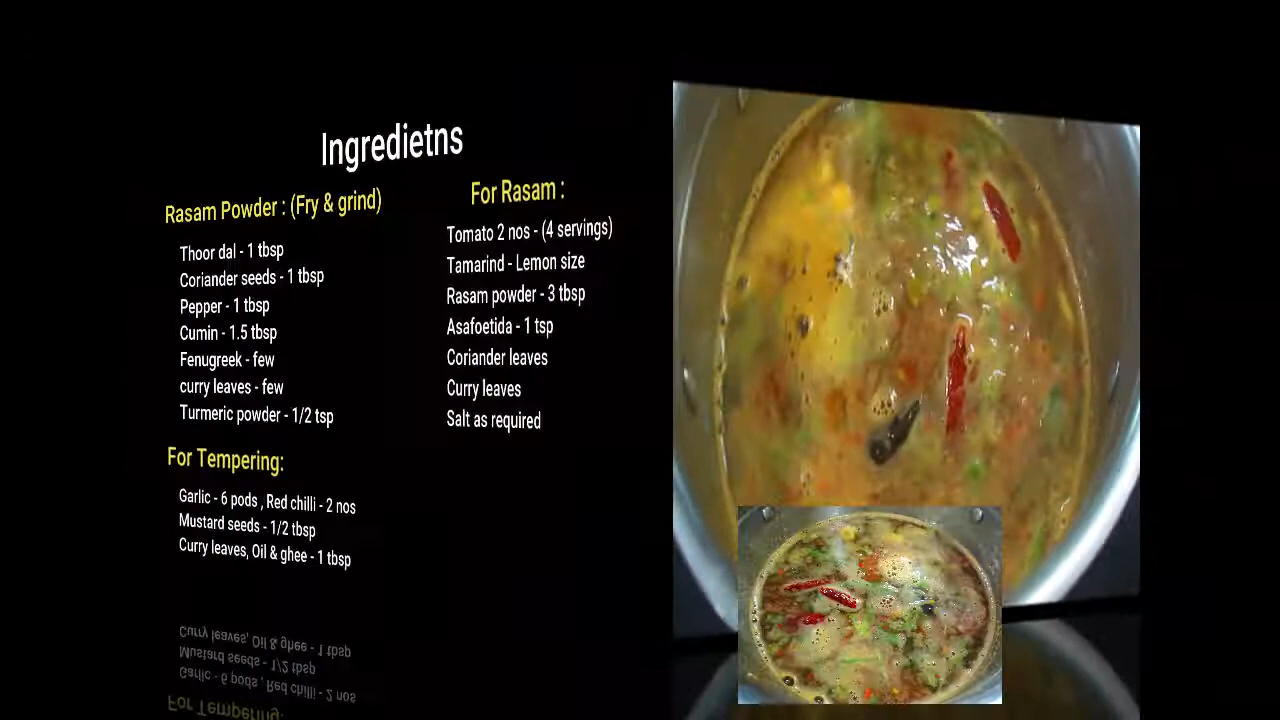 Ingredietns
Rasam Powder : (Fry & grind)
Thoor dal - 1 tbsp
Coriander seeds - 1 tbsp
Pepper - 1 tbsp
Cumin - 1.5 tbsp
Fenugreek - few
curry leaves - few
Turmeric powder - 1/2 tsp
For Tempering:
Garlic - 6 pods , Red chilli - 2 nos
Mustard seeds - 1/2 tbsp
Curry leaves, Oil & ghee - 1 tbsp
For Rasam :
Tomato 2 nos - (4 servings)
Tamarind - Lemon size
Rasam powder - 3 tbsp
Asafoetida - 1 tsp
Coriander leaves
Curry leaves
Salt as required